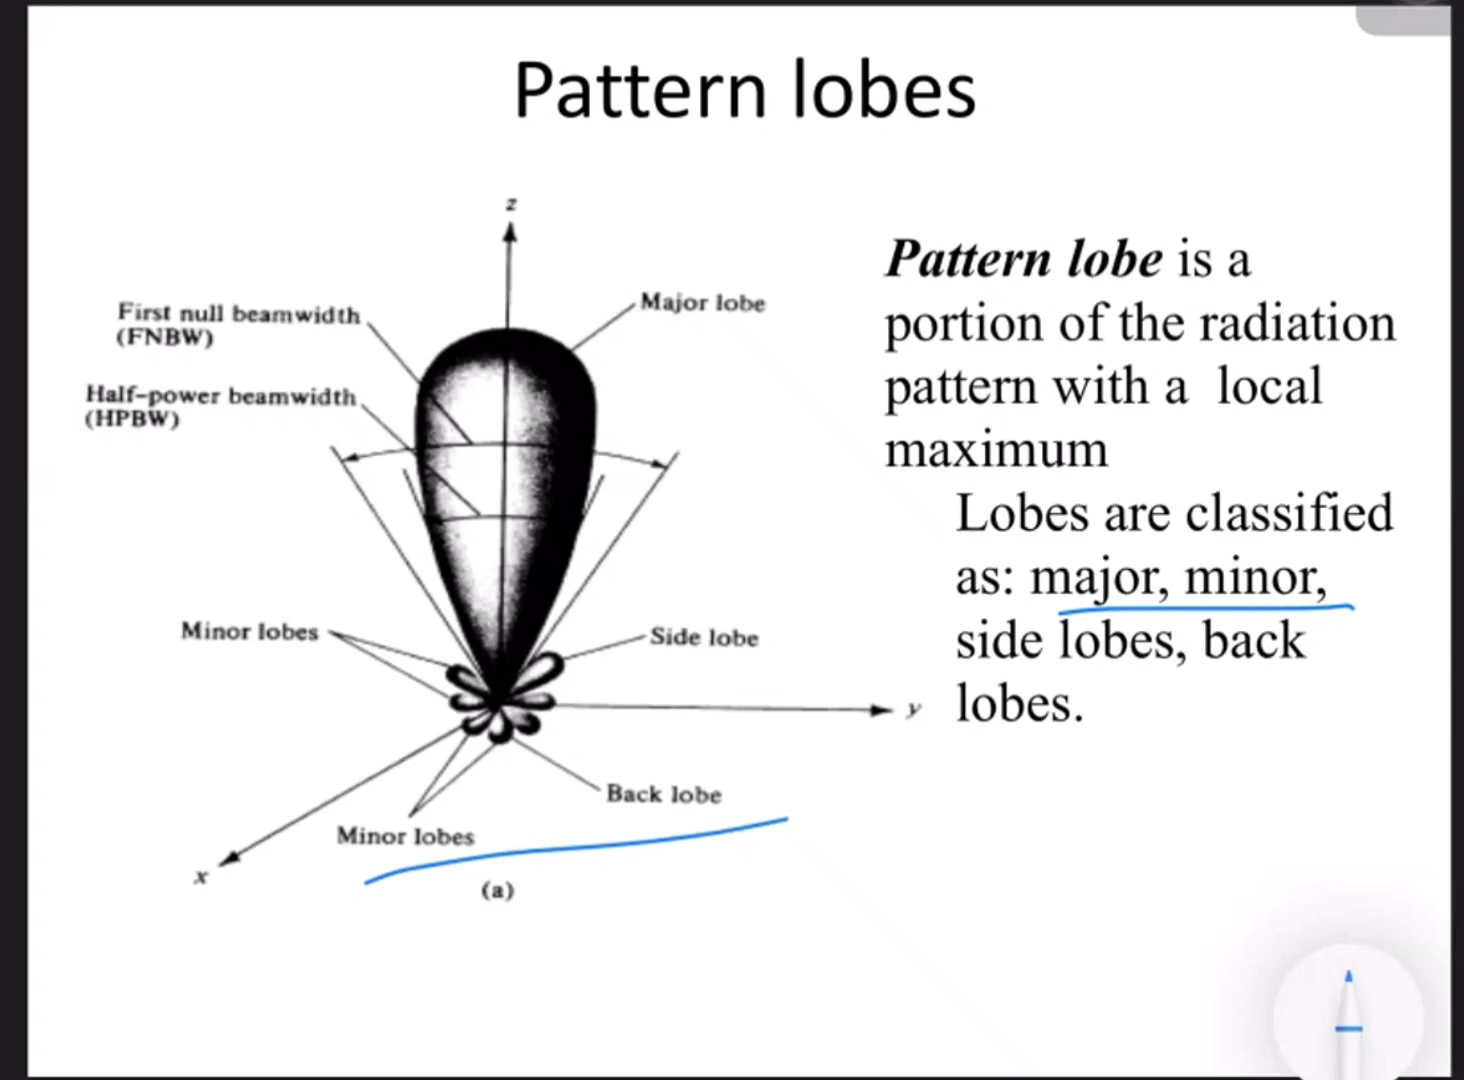 Pattern lobes
z
First null beamwidth
(FNBW)
Major lobe
Half-power beamwidth
(HPBW)
Minor lobes
Side lobe
y
Back lobe
Minor lobes
x
(a)
Pattern lobe is a
portion of the radiation
pattern with a local
maximum
Lobes are classified
as: major, minor,
side lobes, back
lobes.